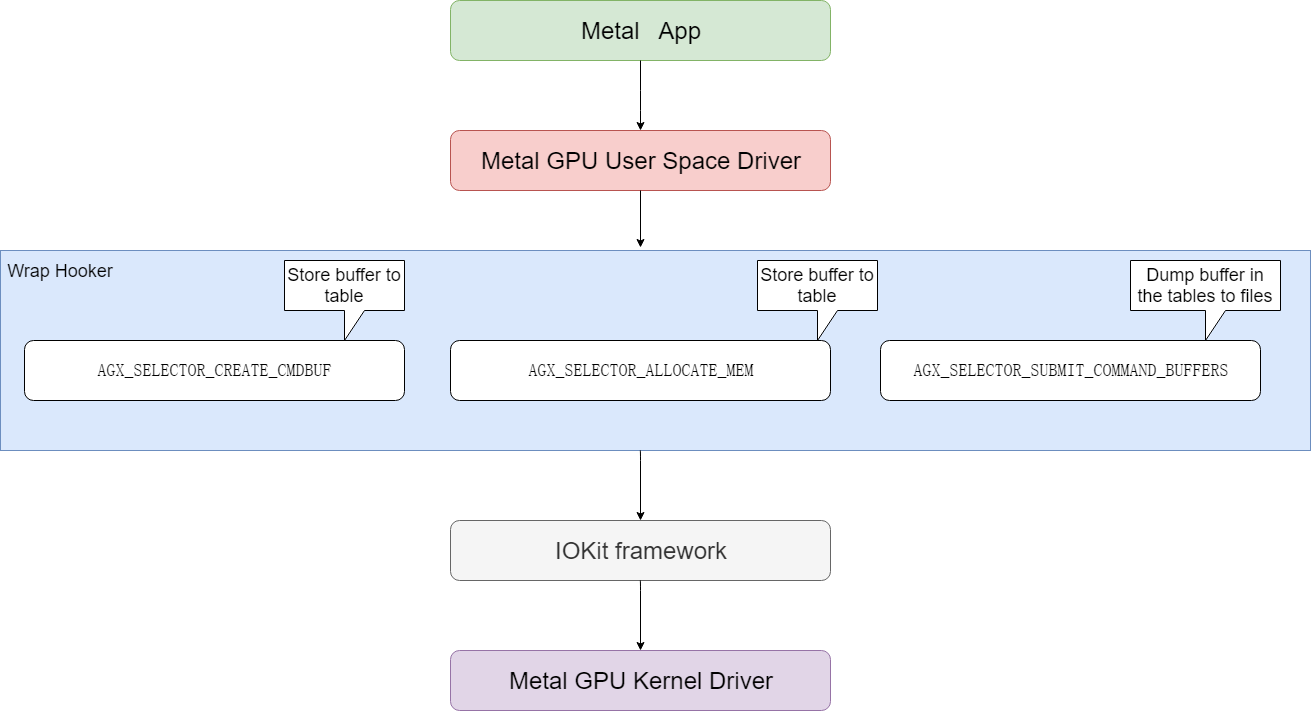 Metal App
Metal GPU User Space Driver
Wrap Hooker
Store buffer to
table
Store buffer to
table
Dump buffer in
the tables to files
AGX_SELECTOR_CREATE_CMDBUF
AGX_SELECTOR_ALLOCATE_MEM
AGX_SELECTOR_SUBMIT_COMMAND_BUFFERS
IOKit framework
Metal GPU Kernel Driver